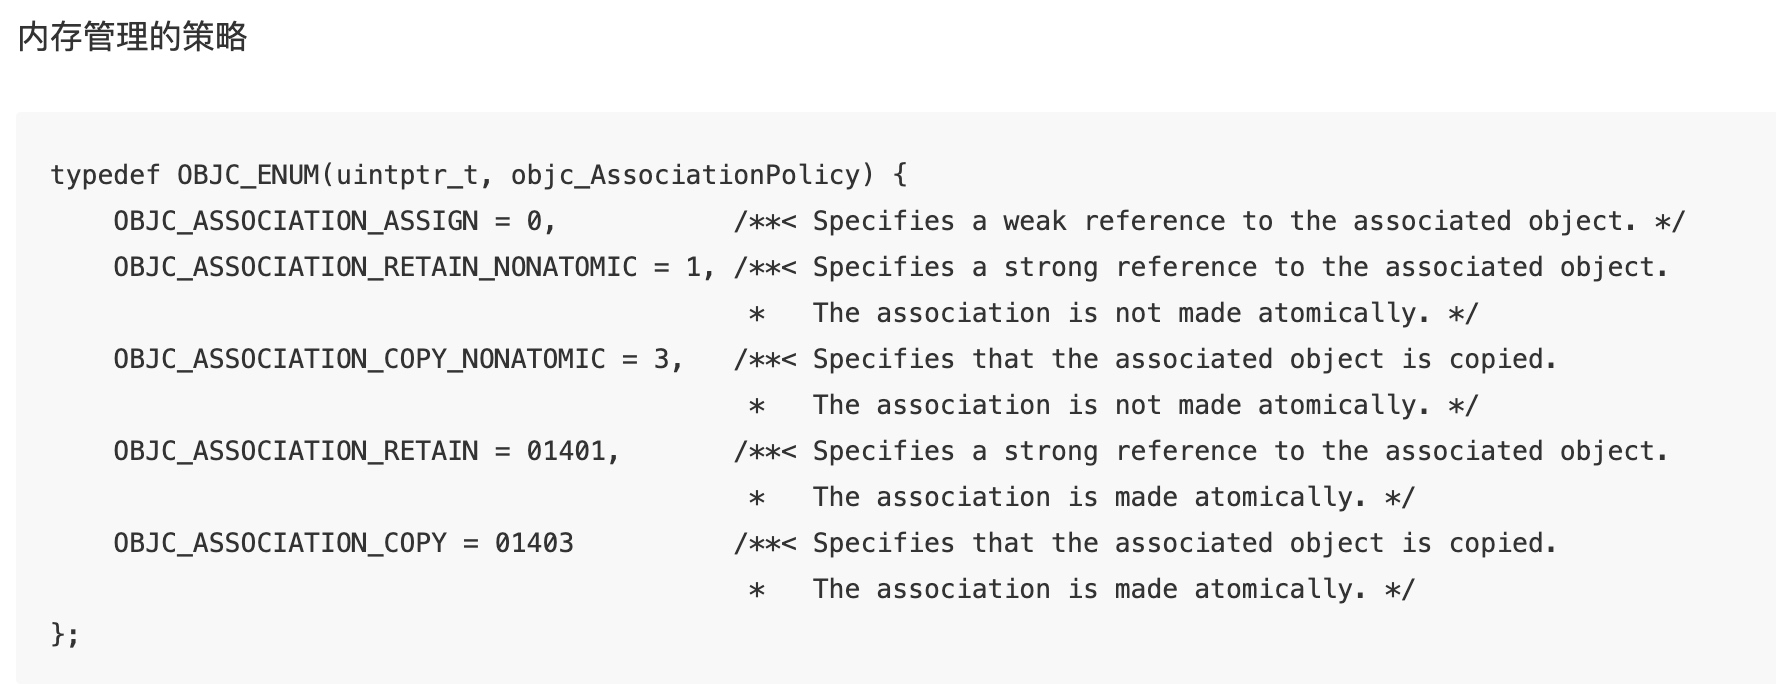 内存管理的策略
typedef OBJC_ENUM(uintptr_t, objc_AssociationPolicy) {
    OBJC_ASSOCIATION_ASSIGN = 0,           /**< Specifies a weak reference to the associated object. */
    OBJC_ASSOCIATION_RETAIN_NONATOMIC = 1, /**< Specifies a strong reference to the associated object.
                                            *   The association is not made atomically. */
    OBJC_ASSOCIATION_COPY_NONATOMIC = 3,   /**< Specifies that the associated object is copied.
                                            *   The association is not made atomically. */
    OBJC_ASSOCIATION_RETAIN = 01401,       /**< Specifies a strong reference to the associated object.
                                            *   The association is made atomically. */
    OBJC_ASSOCIATION_COPY = 01403          /**< Specifies that the associated object is copied.
                                            *   The association is made atomically. */
};